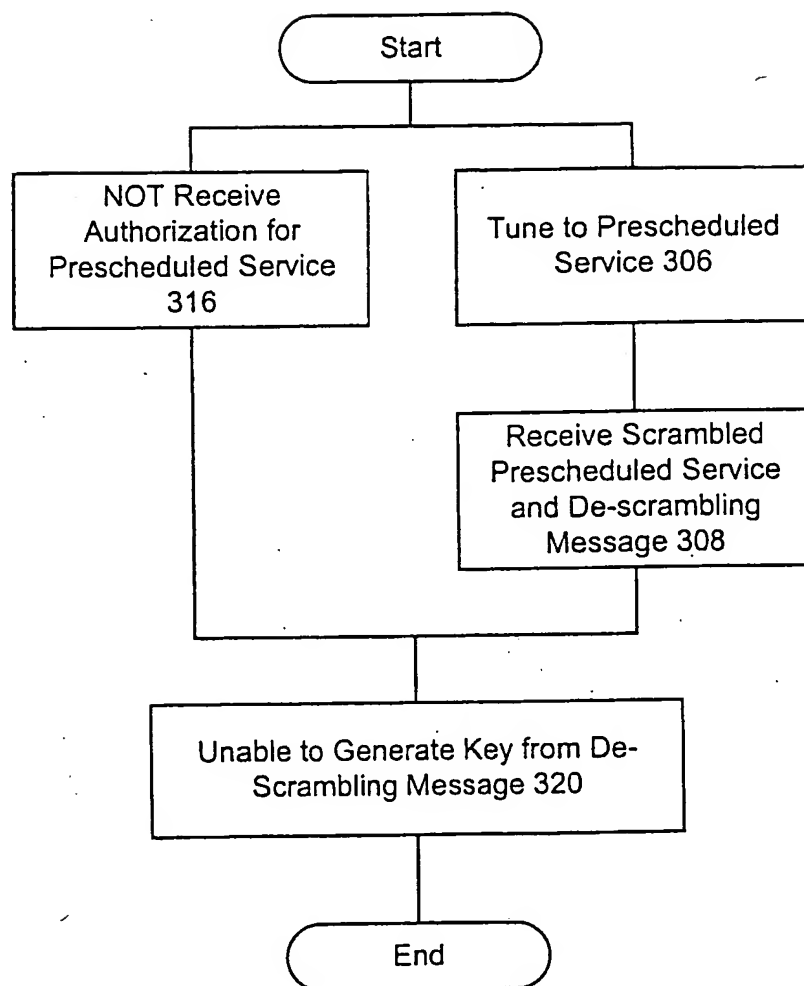 Start
NOT Receive
Authorization for
Prescheduled Service
316
Tune to Prescheduled
Service 306
Receive Scrambled
Prescheduled Service
and De-scrambling
Message 308
Unable to Generate Key from De-
Scrambling Message 320
End